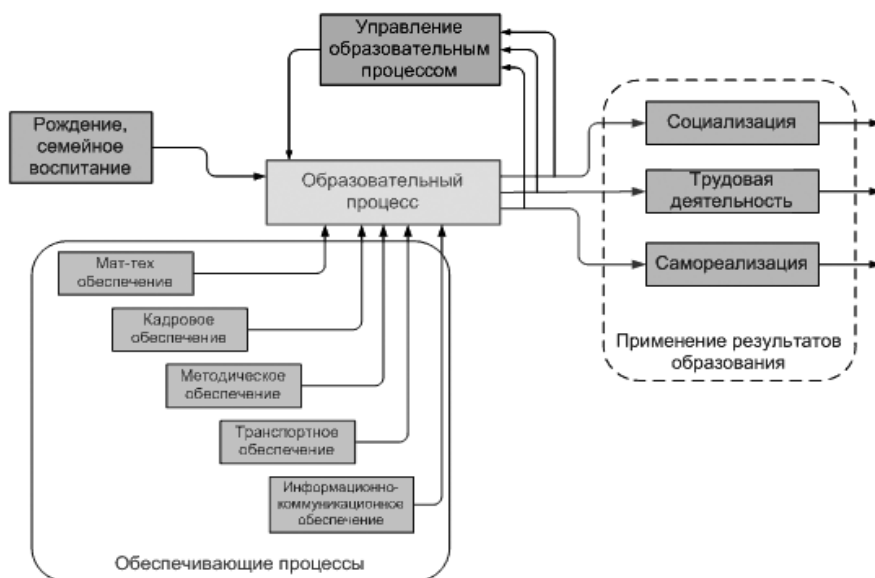 Управление
образовательным
процессом
Рождение,
семейное
воспитание
Образовательный
процесс
Социализация
Трудовая
деятельность
Самореализация
Применение результатов
образования
Мат-тех
обеспечение
Кадровое
обеспечение
Методическое
обеспечение
Транспортное
обеспечение
Информационно-
коммуникационное
обеспечение
Обеспечивающие процессы